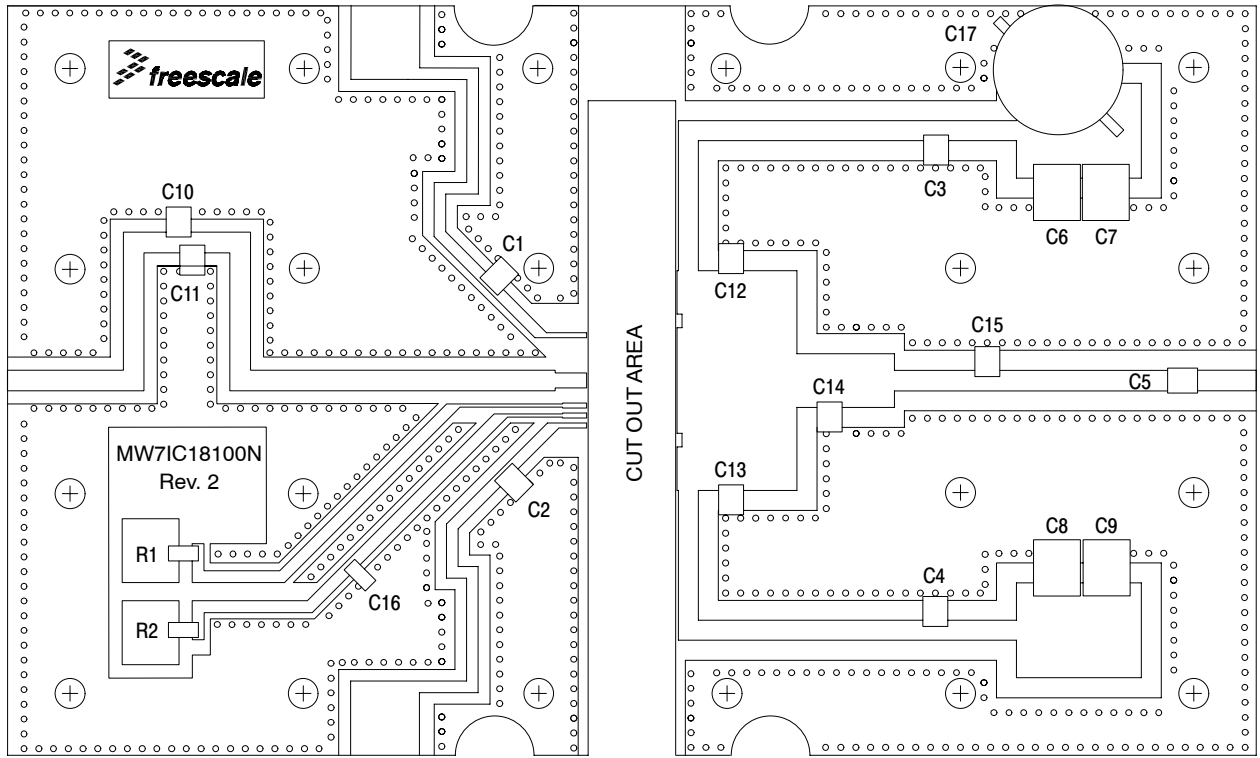 freescale
C17
C3
C10
C6 C7
C1
C11
C12
C15
C5
C14
CUT OUT AREA
MW7IC18100N
Rev. 2
C13
C2
C8 C9
R1
C4
C16
R2